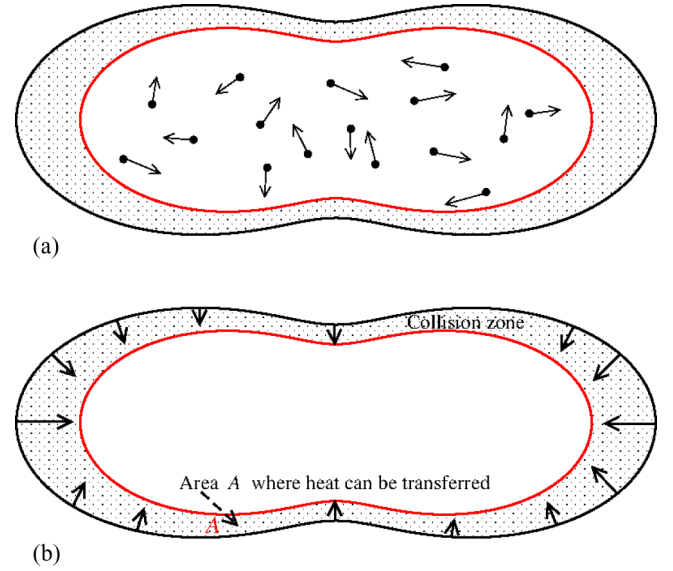 (a)
Collision zone
Area A where heat can be transferred
A
(b)